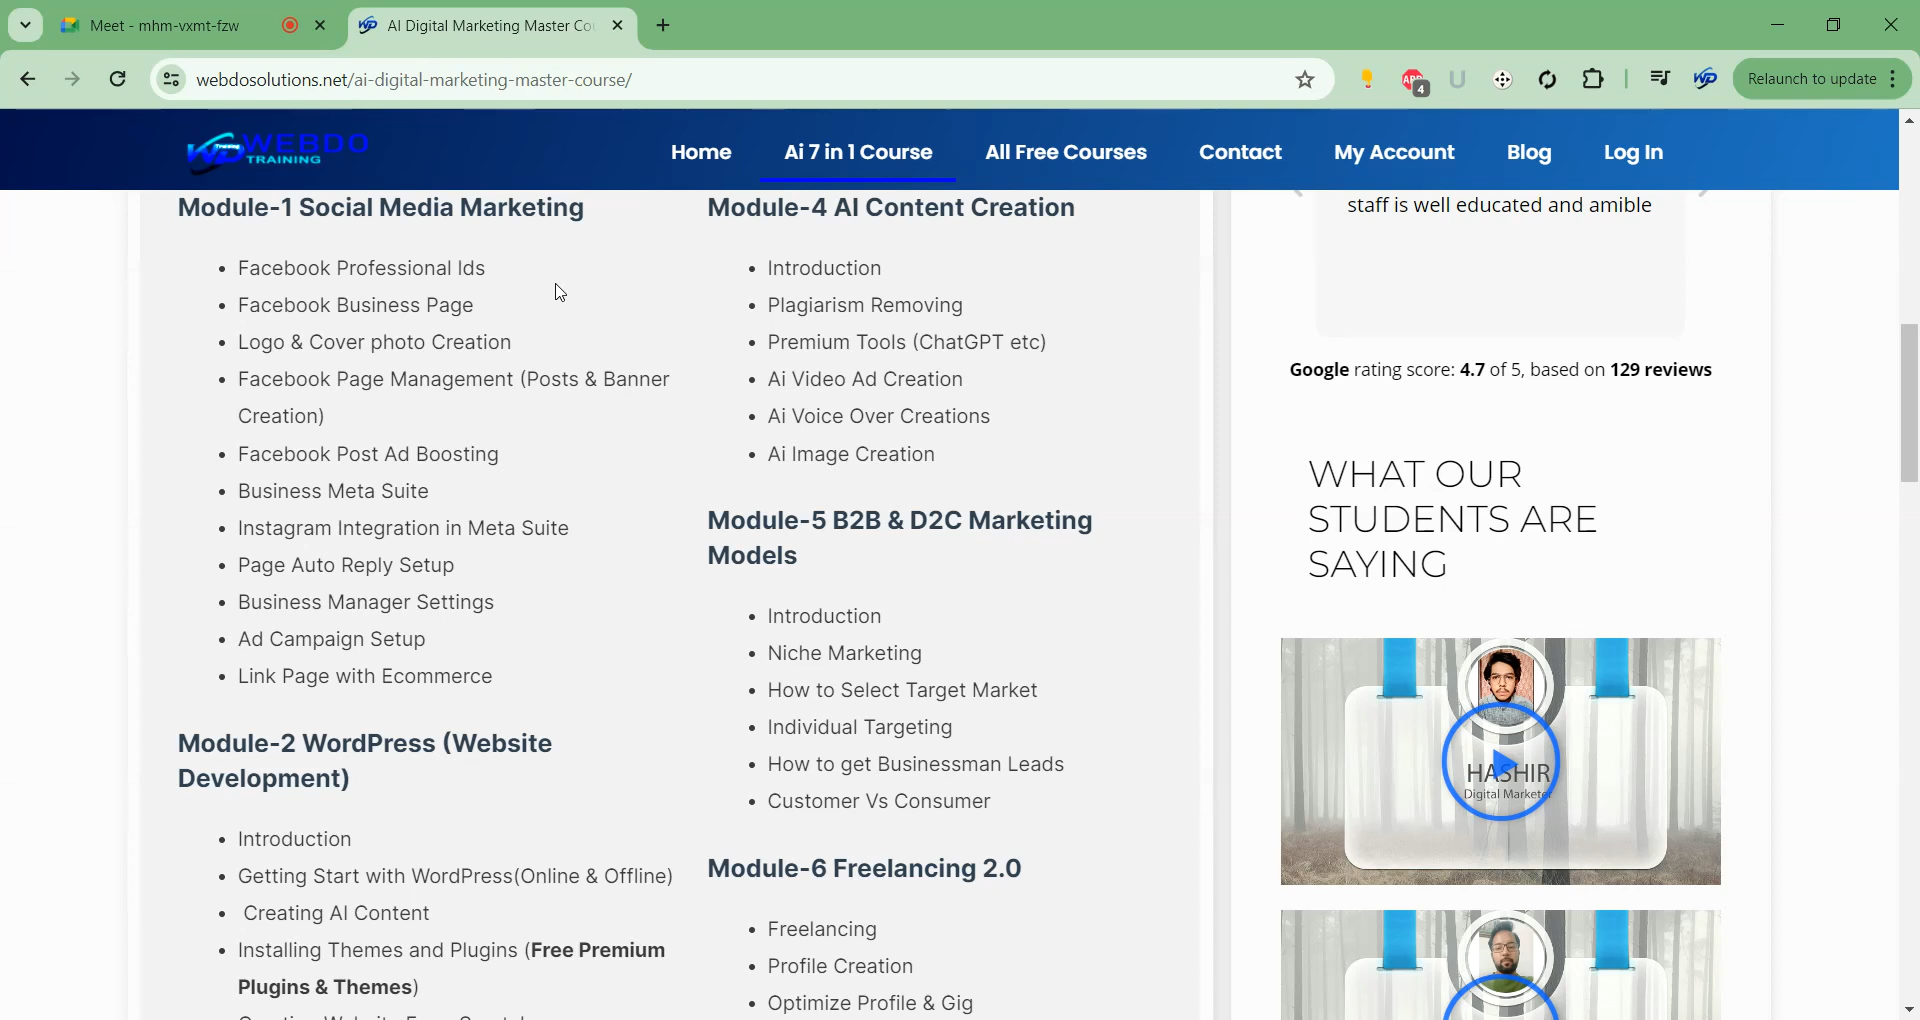 Meet - mhm-vxmt-fzw
AI Digital Marketing Master Co
webdosolutions.net/ai-digital-marketing-master-course/
ABP
4
U
WP
Relaunch to update
WEBDO
TRAINING
Home
Ai 7 in 1 Course
All Free Courses
Contact
My Account
Blog
Log In
Module-1 Social Media Marketing
Facebook Professional Ids
Facebook Business Page
Logo & Cover photo Creation
Facebook Page Management (Posts & Banner
Creation)
Facebook Post Ad Boosting
Business Meta Suite
Instagram Integration in Meta Suite
Page Auto Reply Setup
Business Manager Settings
Ad Campaign Setup
Link Page with Ecommerce
Module-2 WordPress (Website
Development)
Introduction
Getting Start with WordPress(Online & Offline)
Creating AI Content
Installing Themes and Plugins (Free Premium
Plugins & Themes)
Module-4 AI Content Creation
Introduction
Plagiarism Removing
Premium Tools (ChatGPT etc)
Ai Video Ad Creation
Ai Voice Over Creations
Ai Image Creation
Module-5 B2B & D2C Marketing
Models
Introduction
Niche Marketing
How to Select Target Market
Individual Targeting
How to get Businessman Leads
Customer Vs Consumer
Module-6 Freelancing 2.0
Freelancing
Profile Creation
Optimize Profile & Gig
staff is well educated and amible
Google rating score: 4.7 of 5, based on 129 reviews
WHAT OUR
STUDENTS ARE
SAYING
HASHIR
Digital Marketer